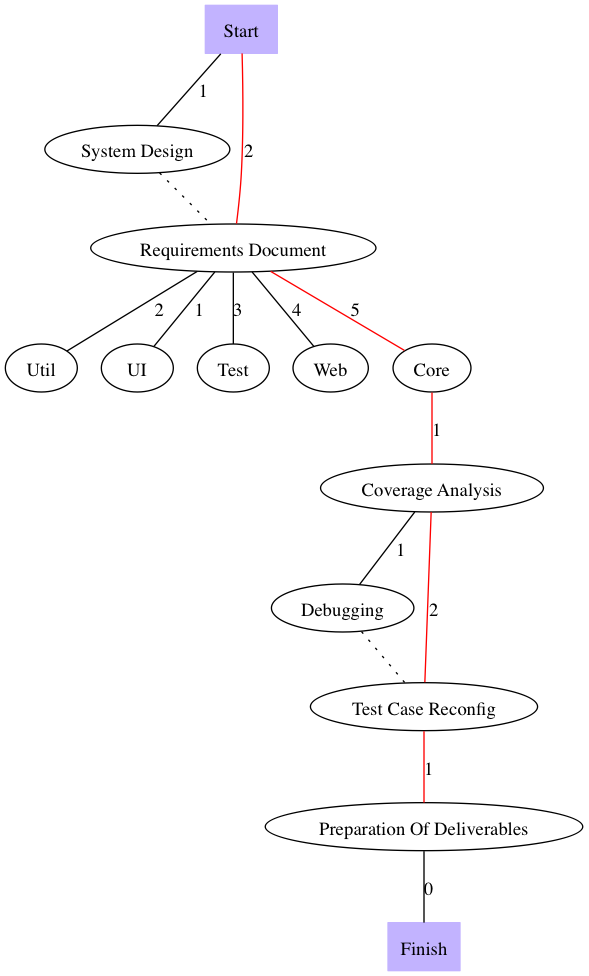 Start
1
System Design
2
Requirements Document
2
1
3
4
5
Util
UI
Test
Web
Core
1
Coverage Analysis
1
Debugging
2
Test Case Reconfig
1
Preparation Of Deliverables
0
Finish